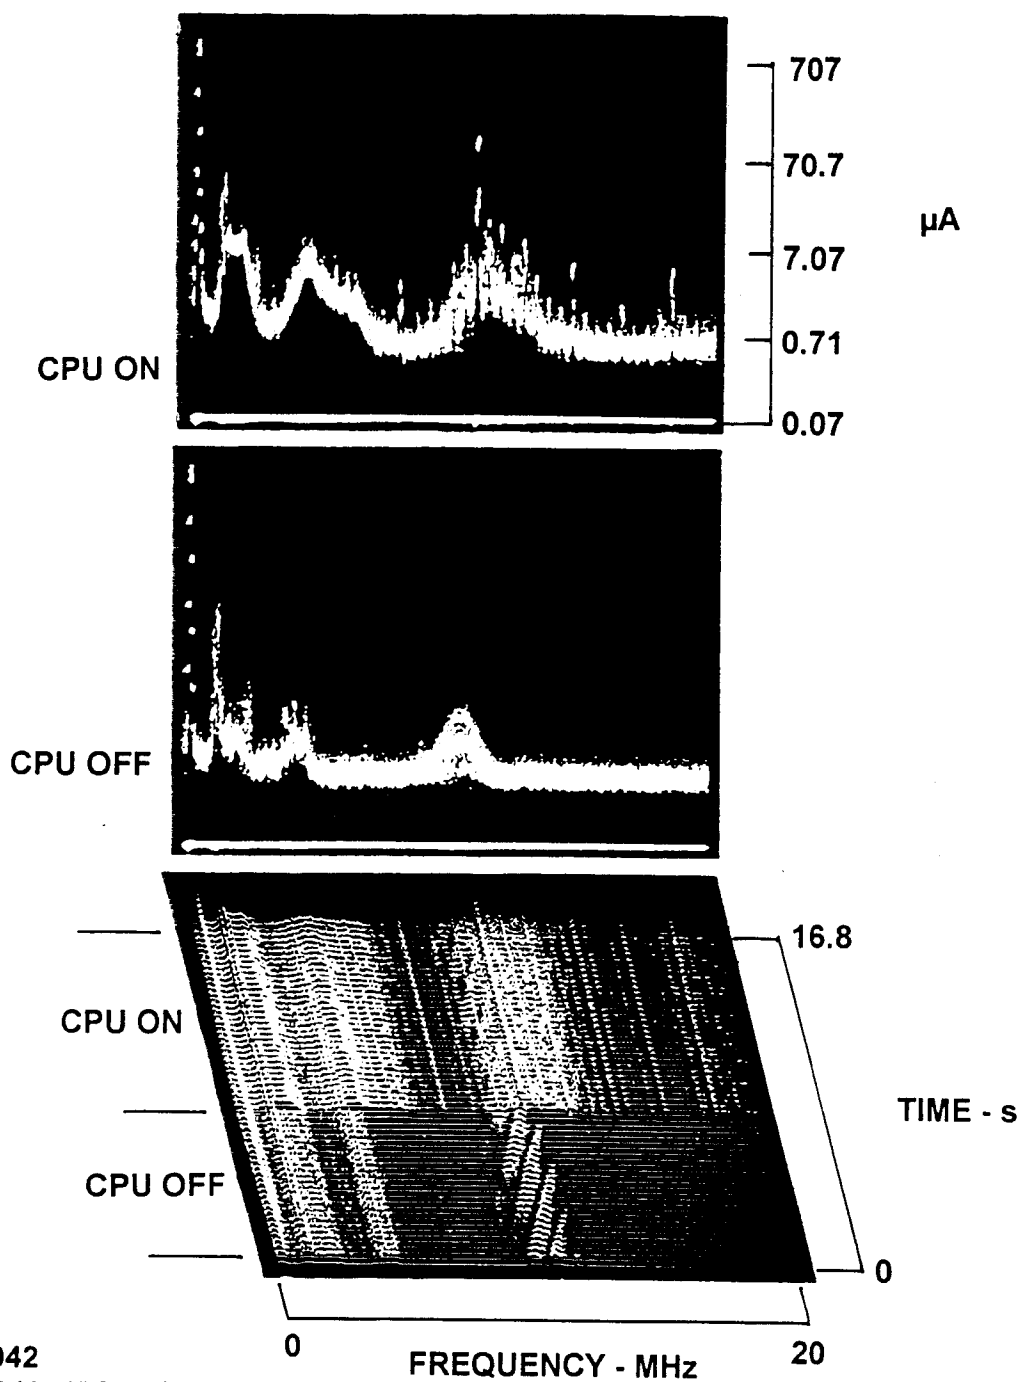 707
70.7
µA
7.07
0.71
CPU ON
0.07
CPU OFF
16.8
CPU ON
TIME - s
CPU OFF
0
0
20
FREQUENCY - MHz
042